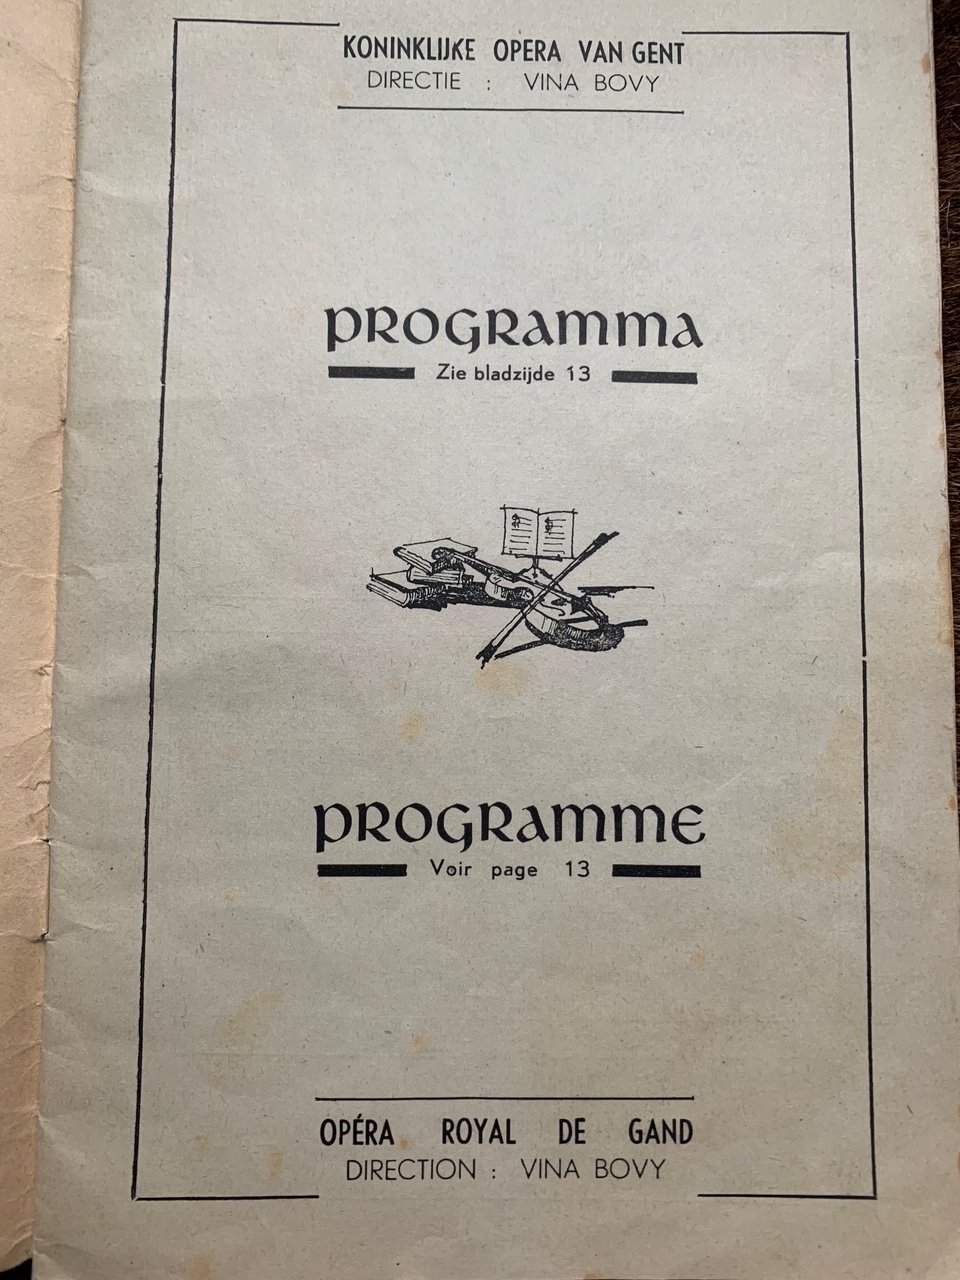 KONINKLIJKE OPERA VAN GENT
DIRECTIE : VINA BOVY
PROGRAMMA
Zie bladzijde 13
PROGRAMME
Voir page 13
OPÉRA ROYAL DE GAND
DIRECTION : VINA BOVY